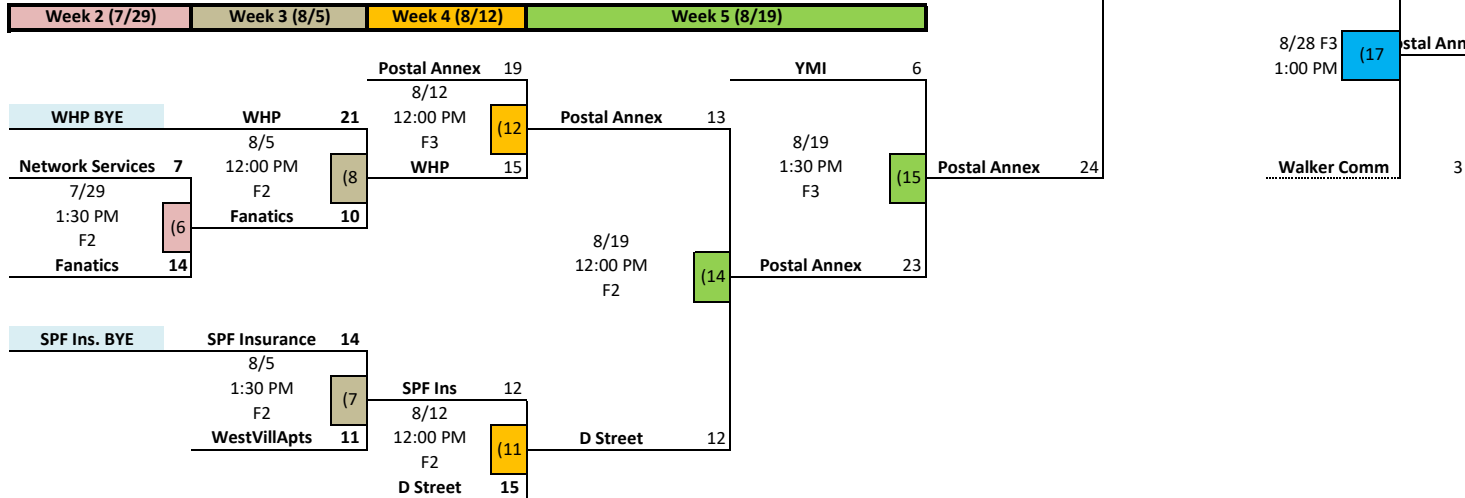 Week 2 (7/29) Week 3 (8/5) Week 4 (8/12) Week 5 (8/19)
8/28 F3
1:00 PM
(17
Postal Annex 19
YMI 6
8/12
12:00 PM
F3
(12
WHP BYE
WHP 21
8/5
12:00 PM
F2
(8
Postal Annex 13
8/19
1:30 PM
F3
(15
Network Services 7
7/29
1:30 PM
F2
(6
Fanatics 14
WHP 15
Postal Annex 24
Walker Comm 3
Fanatics 10
8/19
12:00 PM
F2
(14
Postal Annex 23
SPF Ins. BYE
SPF Insurance 14
8/5
1:30 PM
F2
(7
WestVillApts 11
SPF Ins 12
8/12
12:00 PM
F2
(11
D Street 12
D Street 15